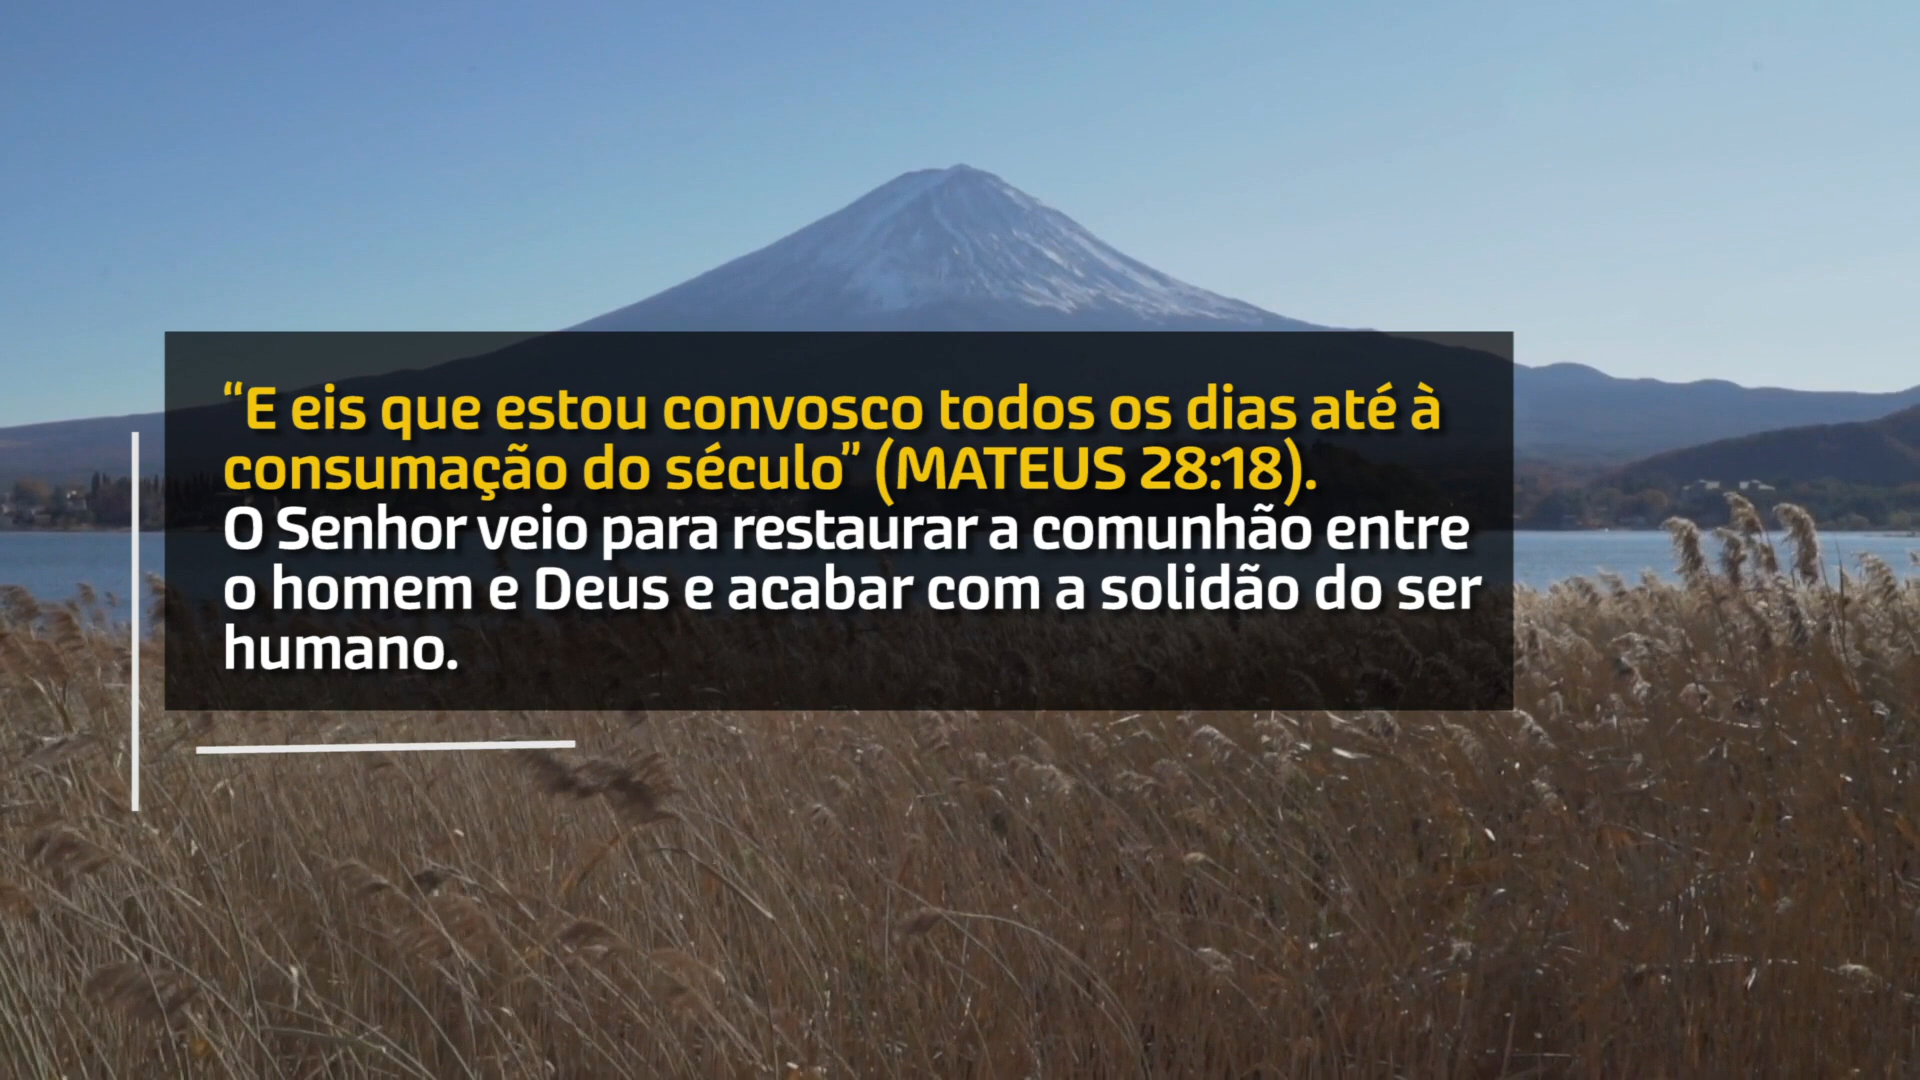 “E eis que estou convosco todos os dias até à
consumação do século” (MATEUS 28:18).
O Senhor veio para restaurar a comunhão entre
o homem e Deus e acabar com a solidão do ser
humano.